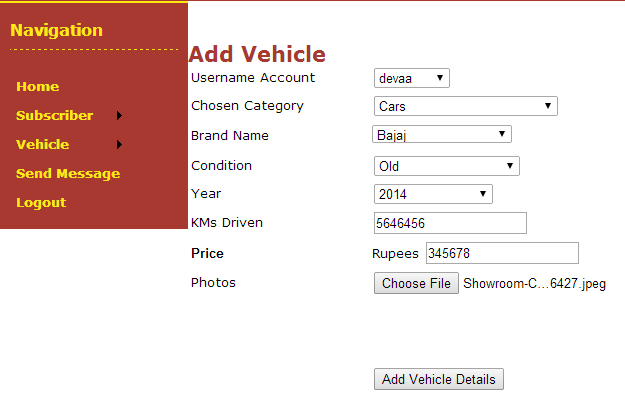 Navigation
Home
Subscriber
Vehicle
Send Message
Logout
Add Vehicle
Username Account devaa
Chosen Category Cars
Brand Name Bajaj
Condition Old
Year 2014
KMs Driven 5646456
Price Rupees 345678
Photos Choose File Showroom-C...6427.jpeg
Add Vehicle Details